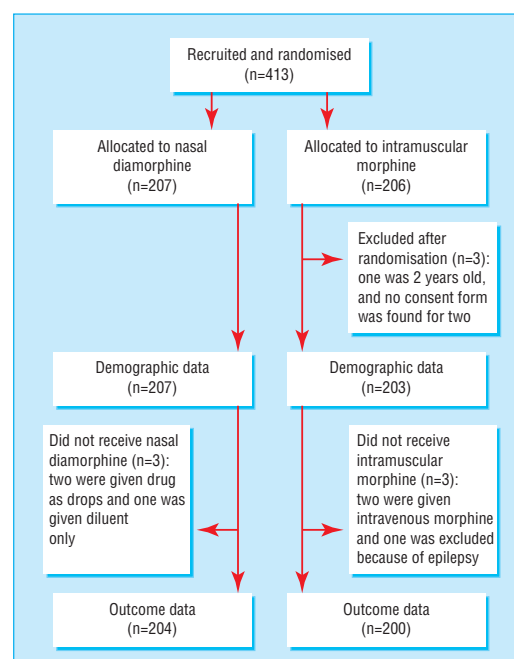 Recruited and randomised
(n=413)
Allocated to nasal
diamorphine
(n=207)
Allocated to intramuscular
morphine
(n=206)
Excluded after
randomisation (n=3):
one was 2 years old,
and no consent form
was found for two
Demographic data
(n=207)
Demographic data
(n=203)
Did not receive nasal
diamorphine (n=3):
two were given drug
as drops and one was
given diluent
only
Did not receive
intramuscular
morphine (n=3):
two were given
intravenous morphine
and one was excluded
because of epilepsy
Outcome data
(n=204)
Outcome data
(n=200)